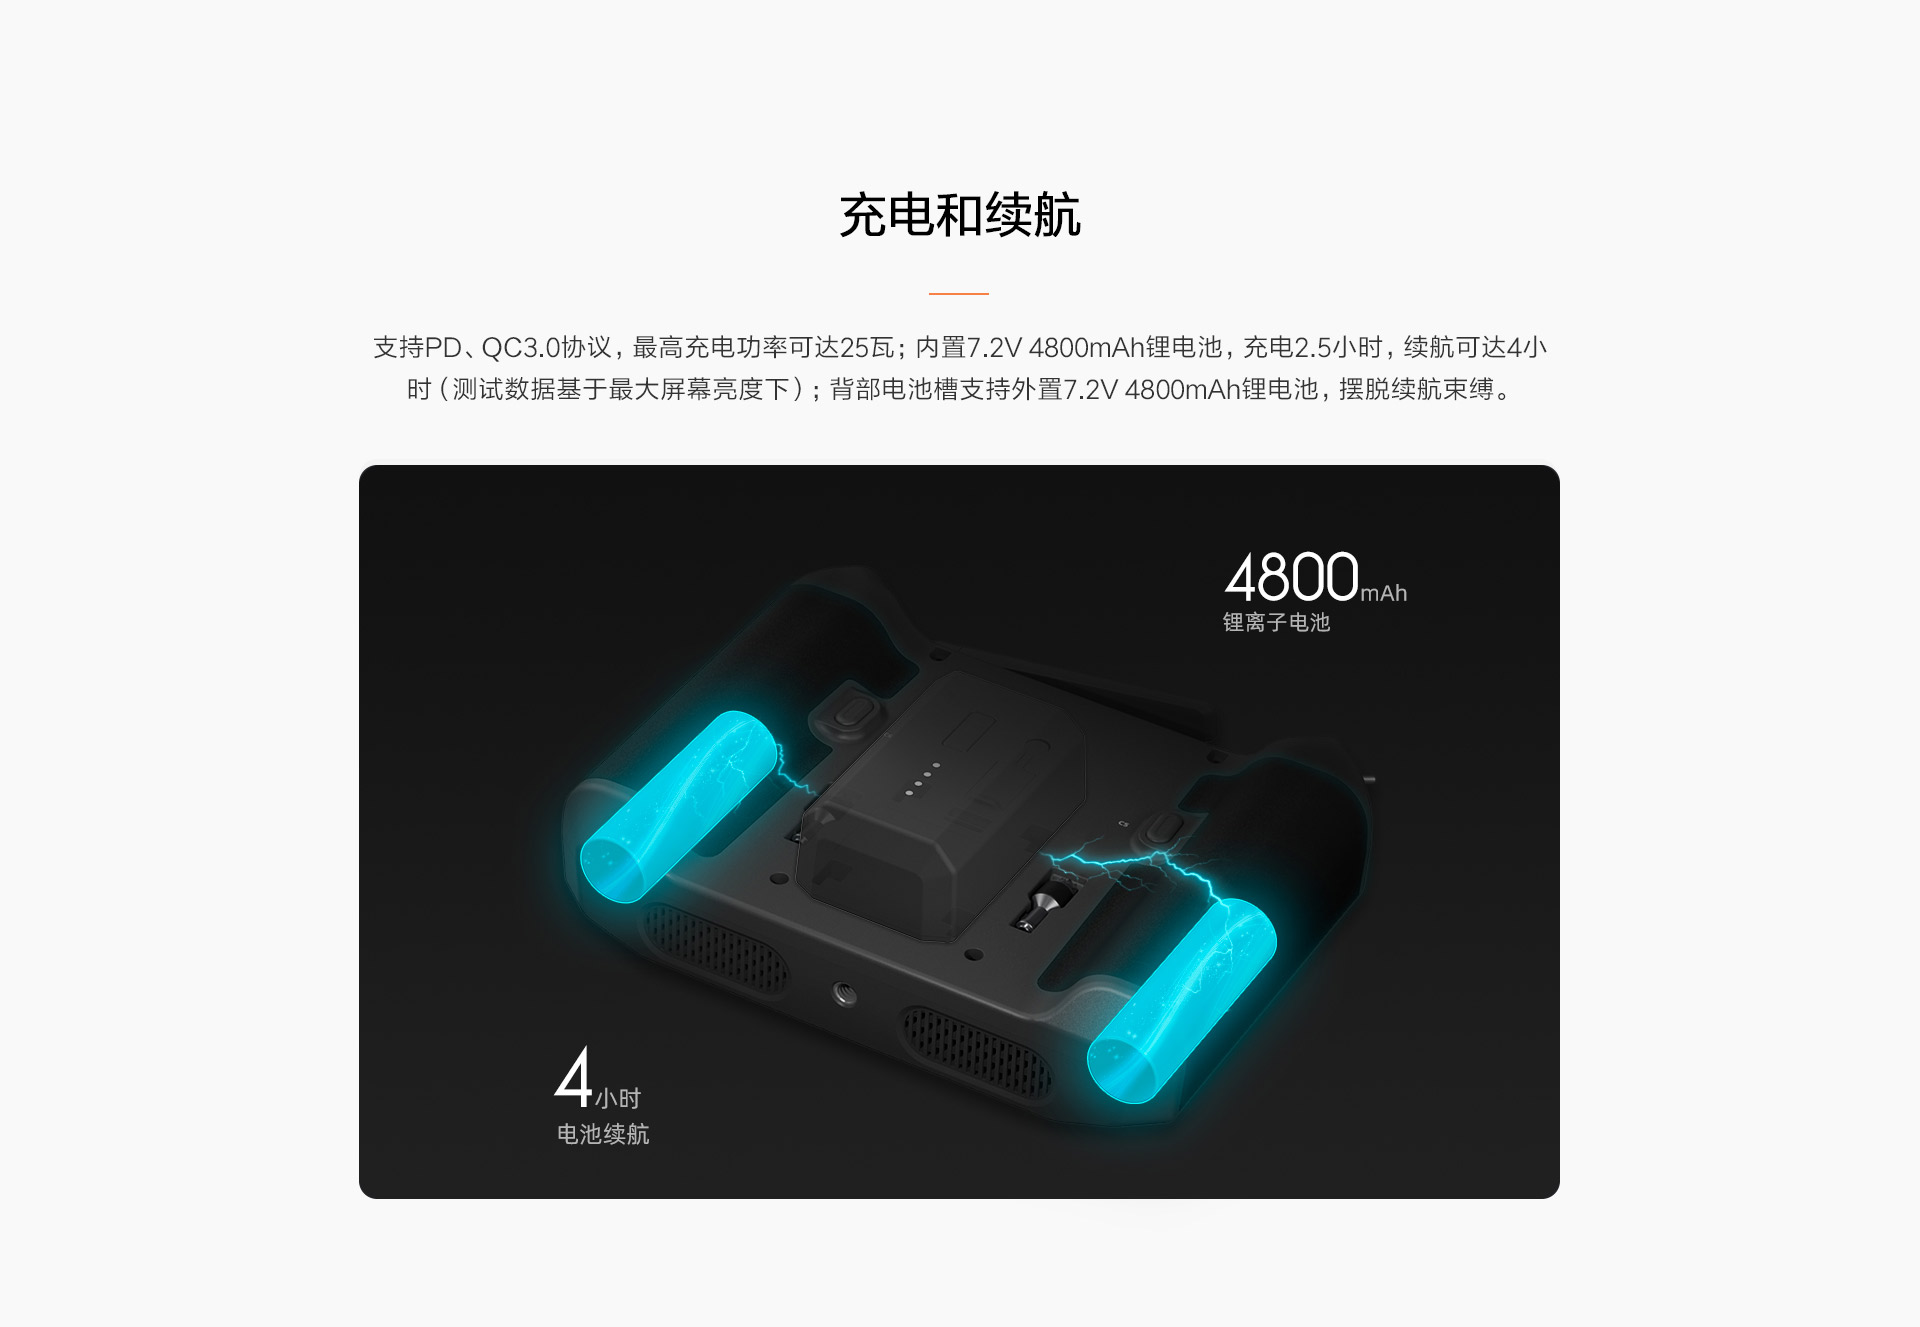 充电和续航
支持PD、QC3.0协议，最高充电功率可达25瓦；内置7.2V 4800mAh锂电池，充电2.5小时，续航可达4小
时（测试数据基于最大屏幕亮度下）；背部电池槽支持外置7.2V 4800mAh锂电池，摆脱续航束缚。
4800mAh
锂离子电池
4小时
电池续航